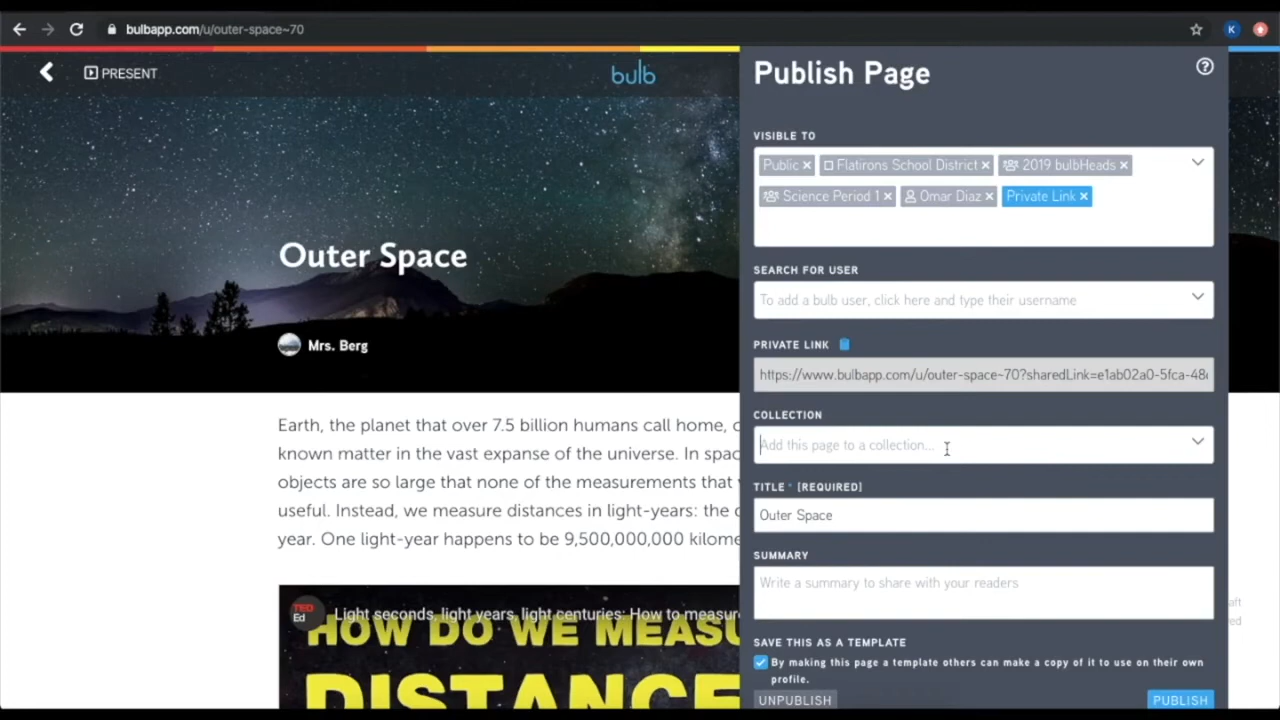 bulbapp.com/u/outer-space~70
K
PRESENT
bulb
Outer Space
Mrs. Berg
Earth, the planet that over 7.5 billion humans call home,
known matter in the vast expanse of the universe. In spac
objects are so large that none of the measurements that
useful. Instead, we measure distances in light-years: the
year. One light-year happens to be 9,500,000,000 kilome
TED
Ed
Light seconds, light years, light centuries: How to measur
HOW DO WE MEASU
DISTANCE
Publish Page
VISIBLE TO
Public × Flatirons School District × 2019 bulbHeads ×
Science Period 1 × Omar Diaz × Private Link ×
SEARCH FOR USER
To add a bulb user, click here and type their username
PRIVATE LINK
https://www.bulbapp.com/u/outer-space~70?sharedLink=e1ab02a0-5fca-48
COLLECTION
Add this page to a collection...
TITLE * [REQUIRED]
Outer Space
SUMMARY
Write a summary to share with your readers
SAVE THIS AS A TEMPLATE
By making this page a template others can make a copy of it to use on their own
profile.
UNPUBLISH
PUBLISH
aft
ed